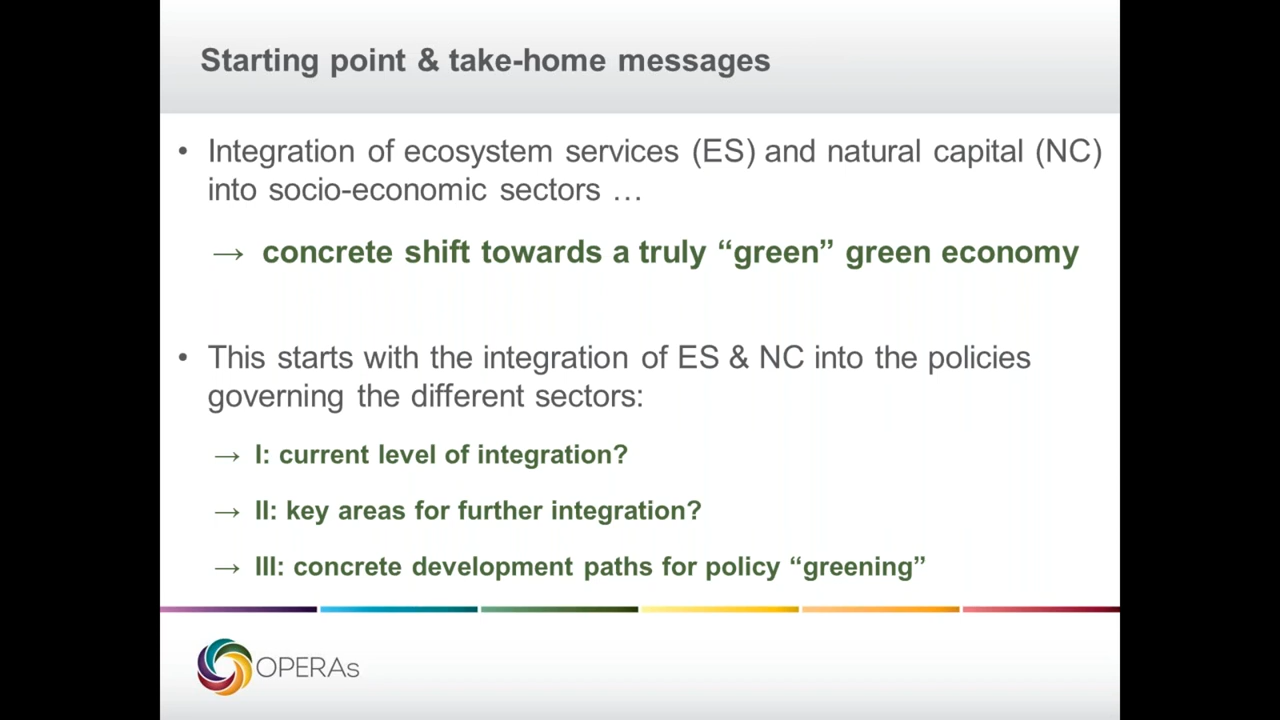 Starting point & take-home messages
• Integration of ecosystem services (ES) and natural capital (NC)
into socio-economic sectors …
→ concrete shift towards a truly “green” green economy
• This starts with the integration of ES & NC into the policies
governing the different sectors:
→ I: current level of integration?
→ II: key areas for further integration?
→ III: concrete development paths for policy “greening”
OPERAs